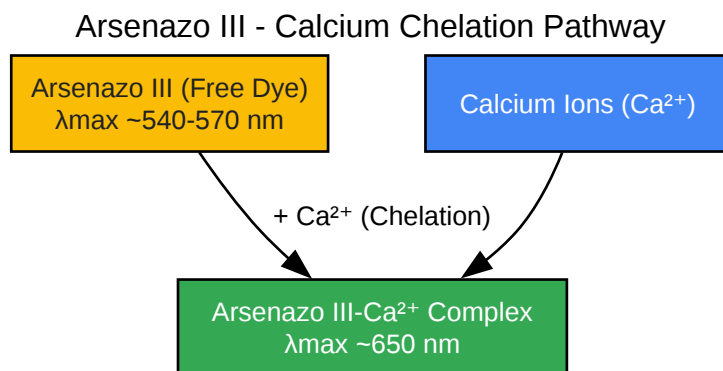 Arsenazo III - Calcium Chelation Pathway
Arsenazo III (Free Dye)
λmax ~540-570 nm
Calcium Ions (Ca²⁺)
+ Ca²⁺ (Chelation)
Arsenazo III-Ca²⁺ Complex
λmax ~650 nm